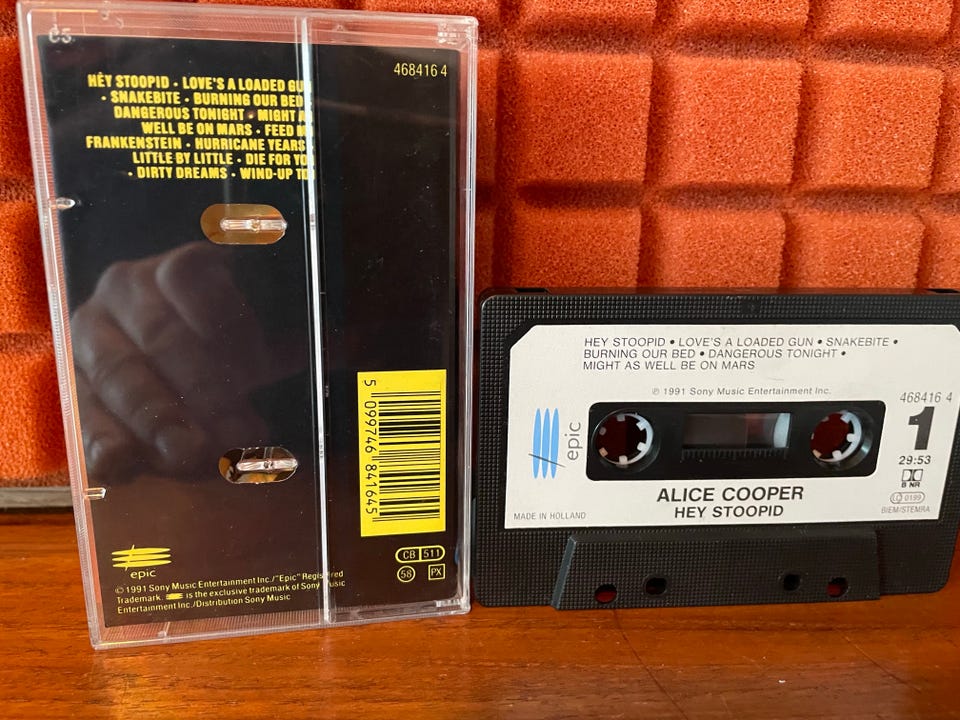 C5.
468416 4
HEY STOOPID • LOVE'S A LOADED GU
• SNAKEBITE • BURNING OUR BED
DANGEROUS TONIGHT • MIGHT A
WELL BE ON MARS • FEED M
FRANKENSTEIN • HURRICANE YEARS
LITTLE BY LITTLE • DIE FOR YO
• DIRTY DREAMS • WIND-UP TO
5 099746 841645
epic
CB 511
58 PX
© 1991 Sony Music Entertainment Inc./"Epic" Registered
Trademark. is the exclusive trademark of Sony Music
Entertainment Inc./Distribution Sony Music
HEY STOOPID • LOVE'S A LOADED GUN • SNAKEBITE •
BURNING OUR BED • DANGEROUS TONIGHT •
MIGHT AS WELL BE ON MARS
℗ 1991 Sony Music Entertainment Inc.
468416 4
epic
1
29:53
B NR
LC 0199
BIEM/STEMRA
ALICE COOPER
HEY STOOPID
MADE IN HOLLAND